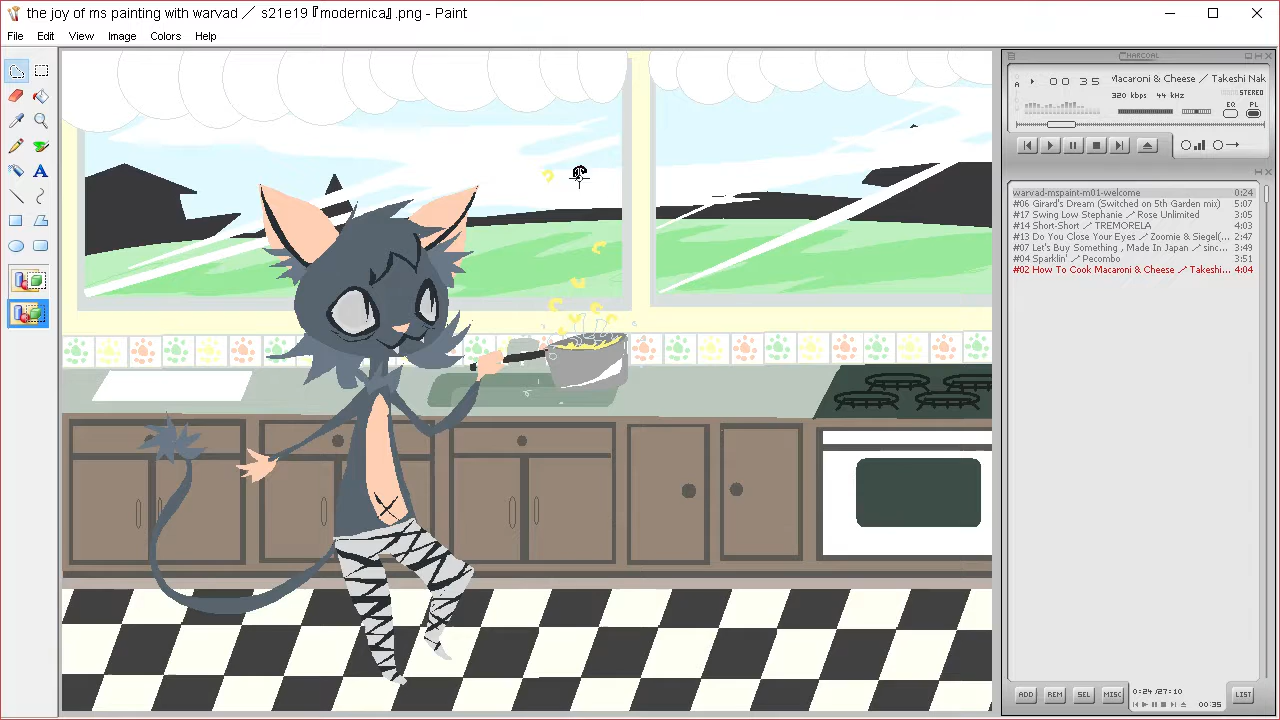 the joy of ms painting with warvad ／ s21e19『modernica』.png - Paint
File Edit View Image Colors Help
CHARCOAL
00 35
Macaroni & Cheese ／ Takeshi Nak
320 kbps 44 kHz
STEREO
EQ PL
warvad-mspaint-m01-welcome 0:24
#06 Girard's Dream (Switched on 5th Garden mix) 5:07
#17 Swing Low Stephanie ／ Rose Unlimited 3:05
#14 Short-Short ／ TREMORELA 4:03
#13 Do You Close Your Eyes ／ Zoomie & Siegel(... 2:47
#07 Let's Buy Something , Made In Japan ／ sinc... 3:49
#04 Sparklin' ／ Pecombo 3:51
#02 How To Cook Macaroni & Cheese ／ Takeshi... 4:04
ADD REM SEL MISC 0:24 /27:10 00:35 LIST